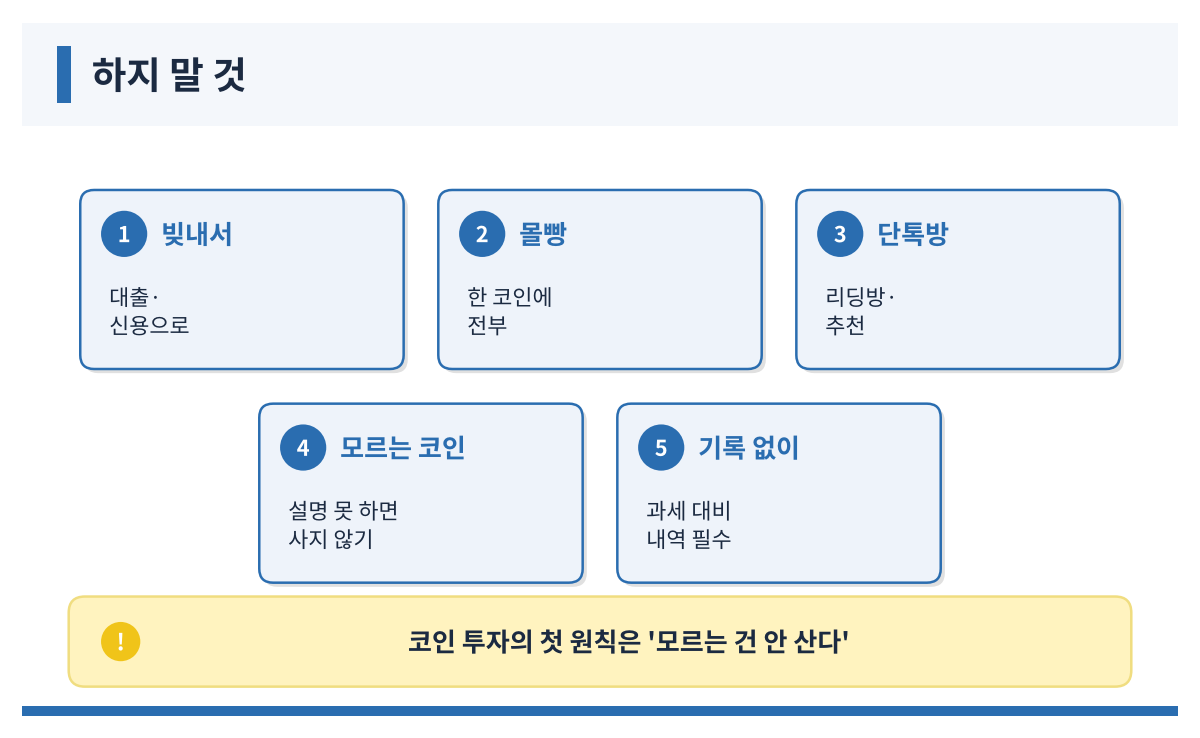 하지 말 것
1 빚내서
대출·
신용으로
2 몰빵
한 코인에
전부
3 단톡방
리딩방·
추천
4 모르는 코인
설명 못 하면
사지 않기
5 기록 없이
과세 대비
내역 필수
! 코인 투자의 첫 원칙은 '모르는 건 안 산다'